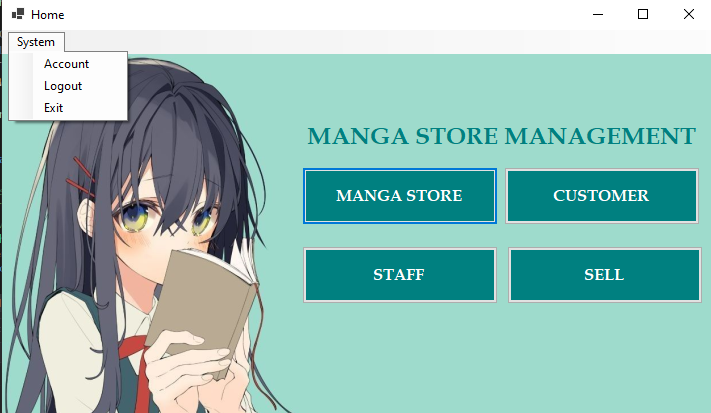 Home
System
Account
Logout
Exit
MANGA STORE MANAGEMENT
MANGA STORE
CUSTOMER
STAFF
SELL